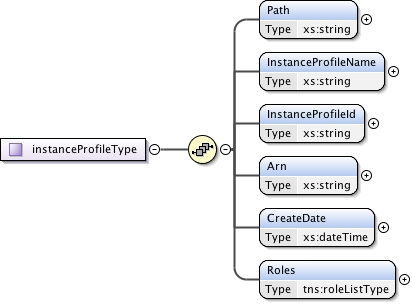 Path
Type xs:string
InstanceProfileName
Type xs:string
InstanceProfileId
Type xs:string
instanceProfileType
Arn
Type xs:string
CreateDate
Type xs:dateTime
Roles
Type tns:roleListType